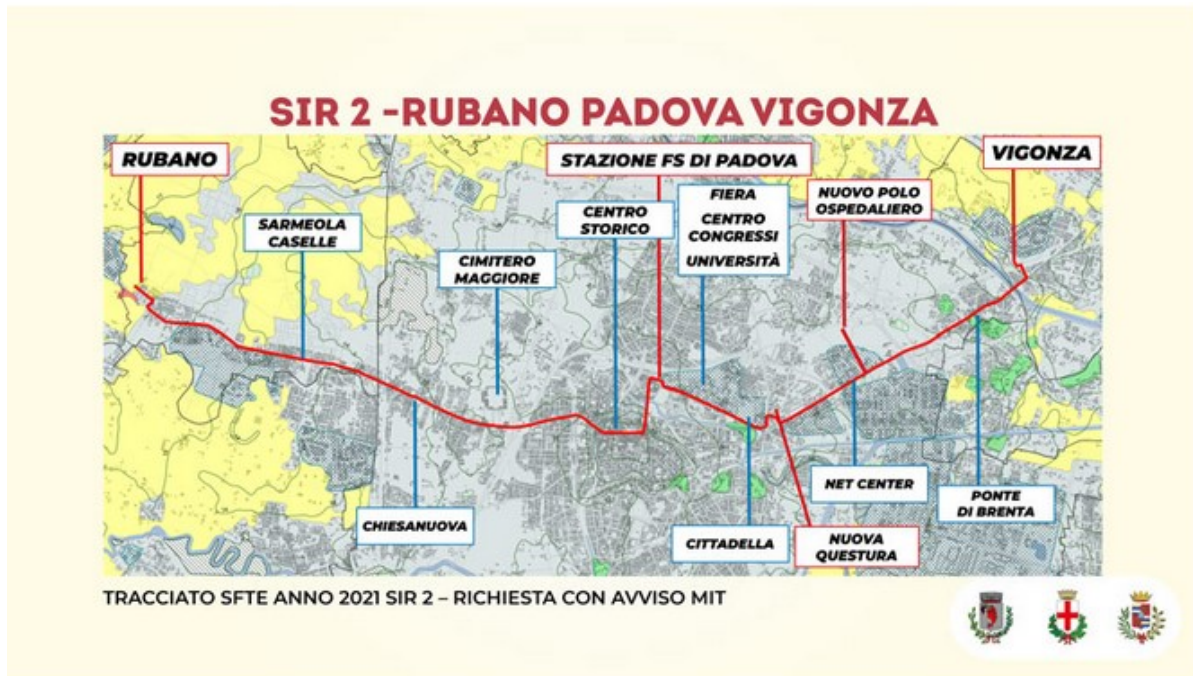 SIR 2 -RUBANO PADOVA VIGONZA
RUBANO
STAZIONE FS DI PADOVA
VIGONZA
SARMEOLA
CASELLE
CIMITERO
MAGGIORE
CENTRO
STORICO
FIERA
CENTRO
CONGRESSI
UNIVERSITÀ
NUOVO POLO
OSPEDALIERO
CHIESANUOVA
CITTADELLA
NUOVA
QUESTURA
NET CENTER
PONTE
DI BRENTA
TRACCIATO SFTE ANNO 2021 SIR 2 – RICHIESTA CON AVVISO MIT